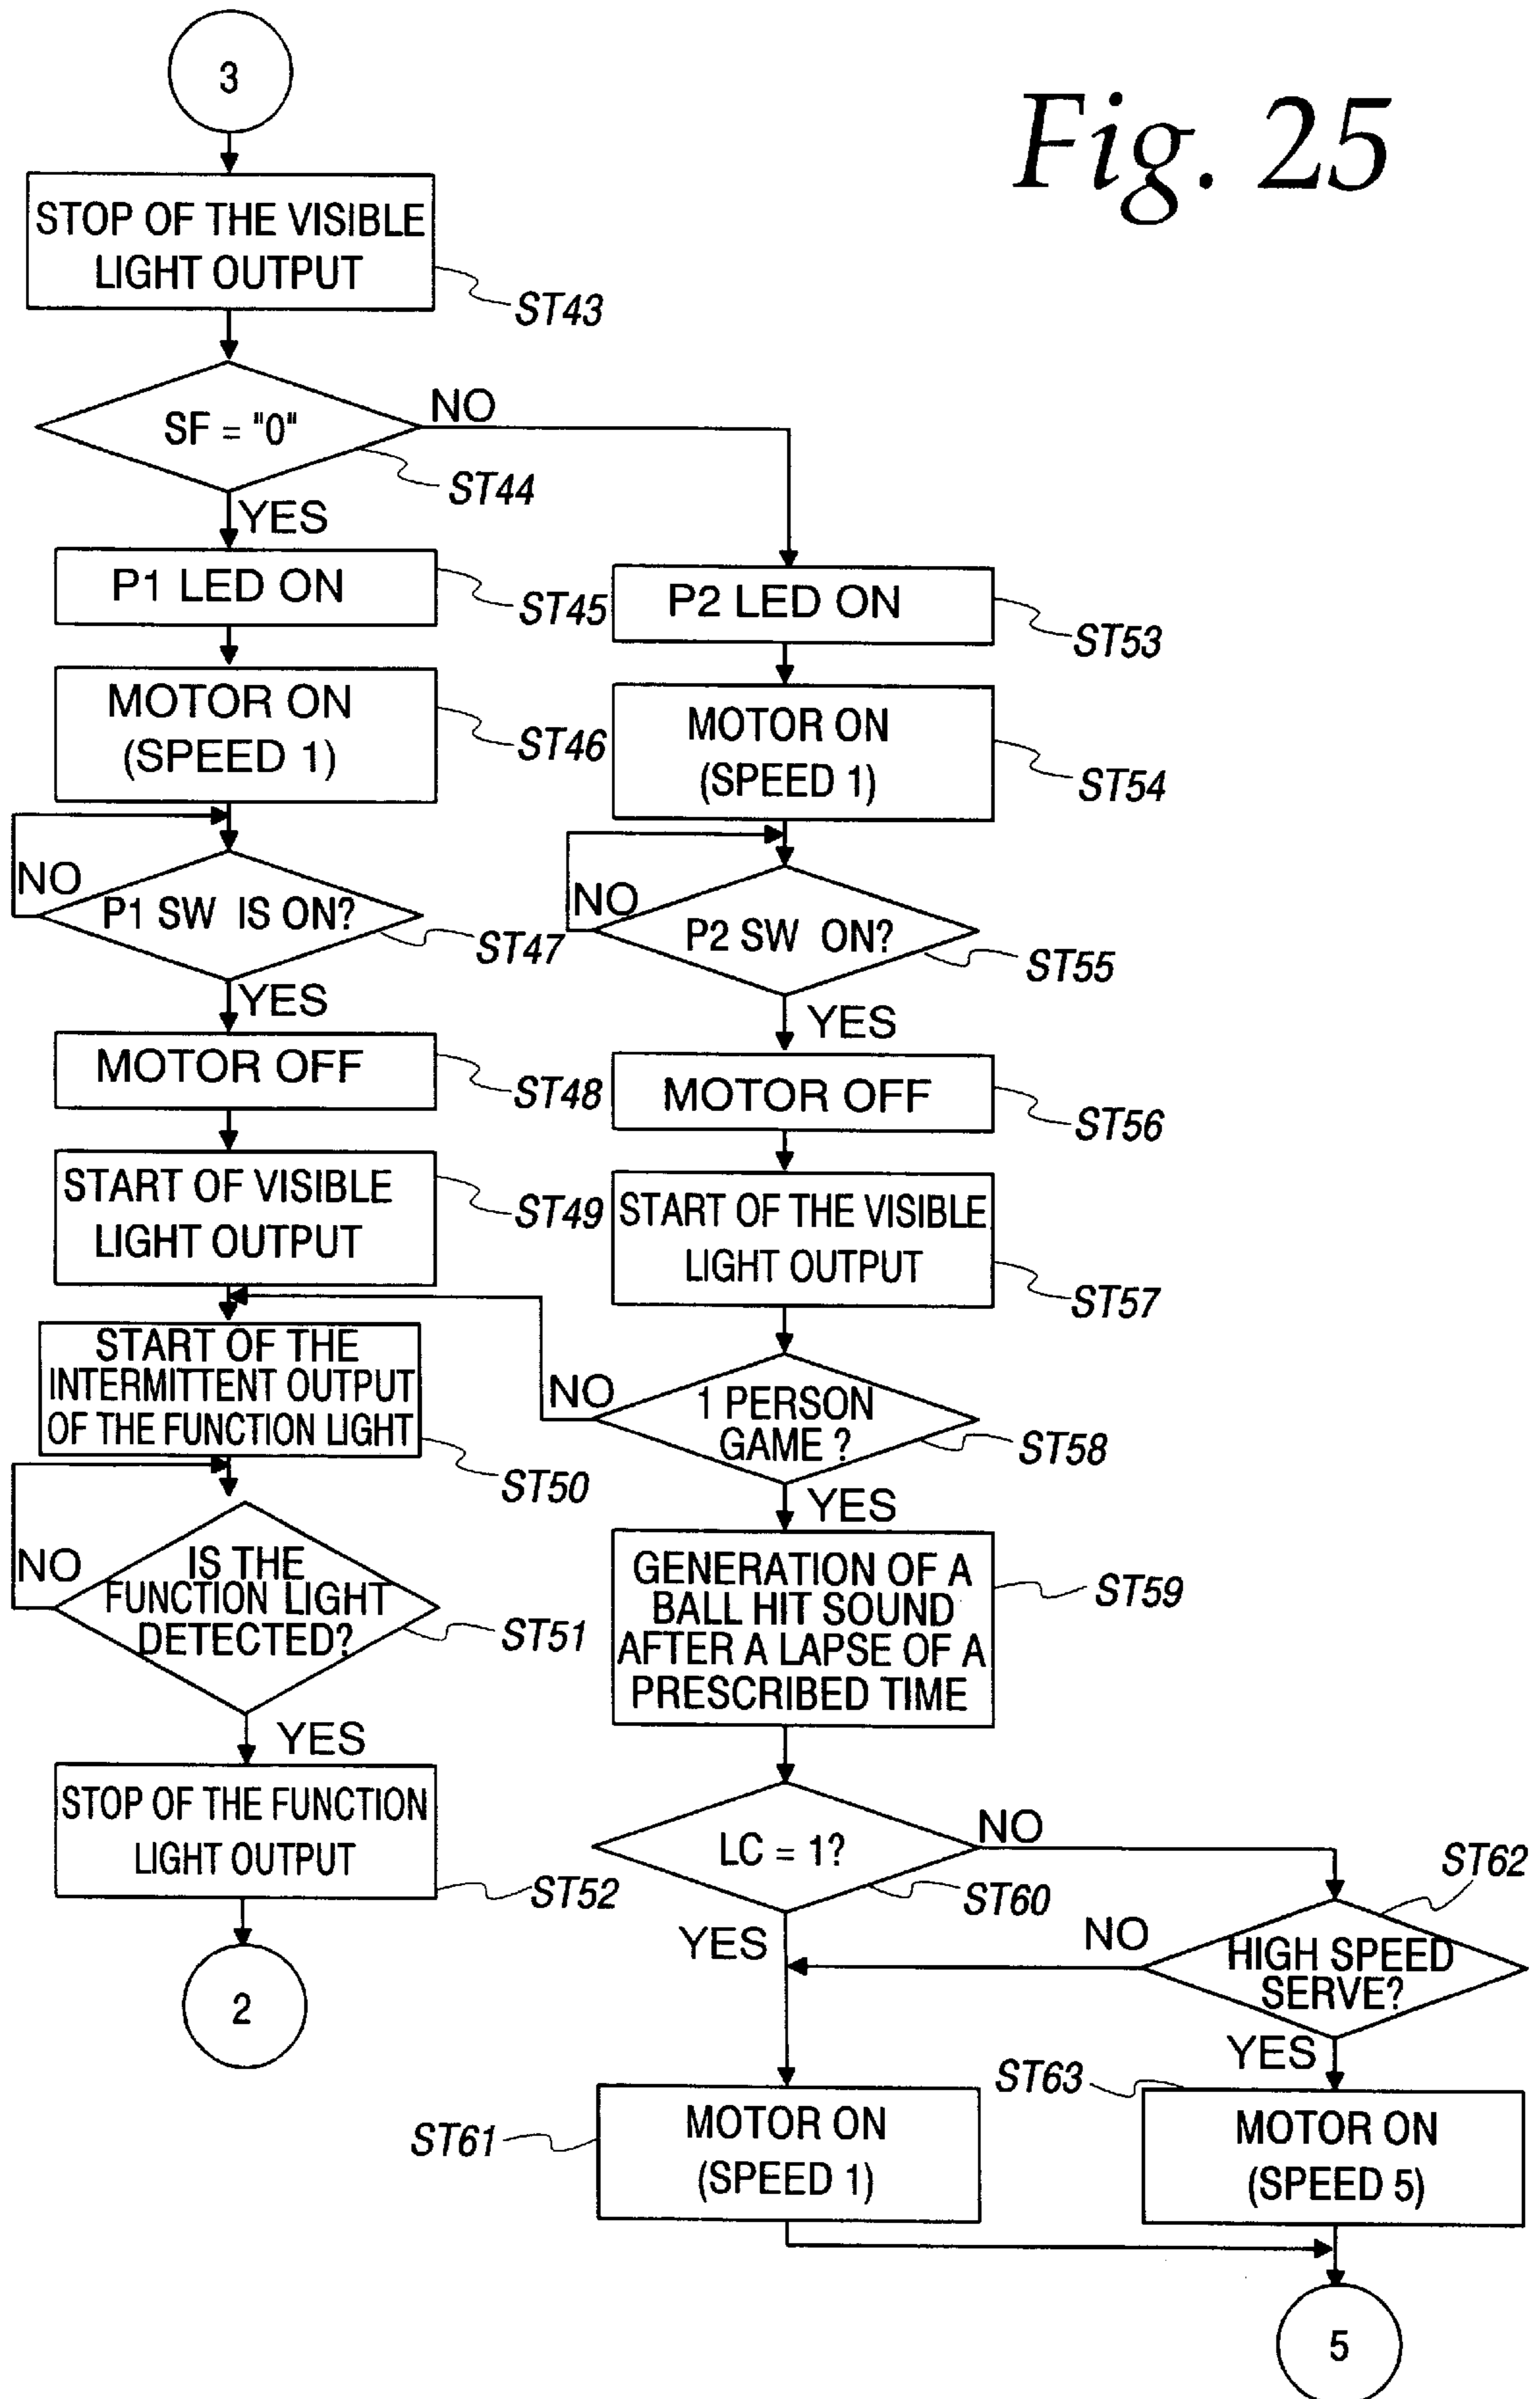 3
Fig. 25
STOP OF THE VISIBLE
LIGHT OUTPUT
ST43
SF = "0"
NO
ST44
YES
P1 LED ON
ST45
P2 LED ON
ST53
MOTOR ON
(SPEED 1)
ST46
MOTOR ON
(SPEED 1)
ST54
NO
P1 SW IS ON?
ST47
NO
P2 SW ON?
ST55
YES
YES
MOTOR OFF
ST48
MOTOR OFF
ST56
START OF VISIBLE
LIGHT OUTPUT
ST49
START OF THE VISIBLE
LIGHT OUTPUT
ST57
START OF THE
INTERMITTENT OUTPUT
OF THE FUNCTION LIGHT
ST50
NO
1 PERSON
GAME ?
ST58
YES
NO
IS THE
FUNCTION LIGHT
DETECTED?
ST51
GENERATION OF A
BALL HIT SOUND
AFTER A LAPSE OF A
PRESCRIBED TIME
ST59
YES
STOP OF THE FUNCTION
LIGHT OUTPUT
ST52
LC = 1?
NO
ST60
ST62
YES
NO
HIGH SPEED
SERVE?
2
YES
ST63
ST61
MOTOR ON
(SPEED 1)
MOTOR ON
(SPEED 5)
5